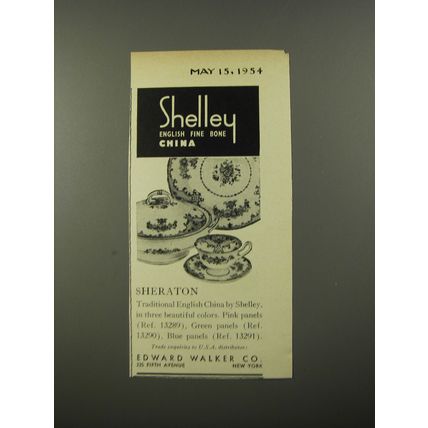 MAY 15, 1954
Shelley
ENGLISH FINE BONE
CHINA
SHERATON
Traditional English China by Shelley,
in three beautiful colors. Pink panels
(Ref. 13289), Green panels (Ref.
13290), Blue panels (Ref. 13291).
Trade enquiries to U.S.A. distributor:
EDWARD WALKER CO.
225 FIFTH AVENUE NEW YORK